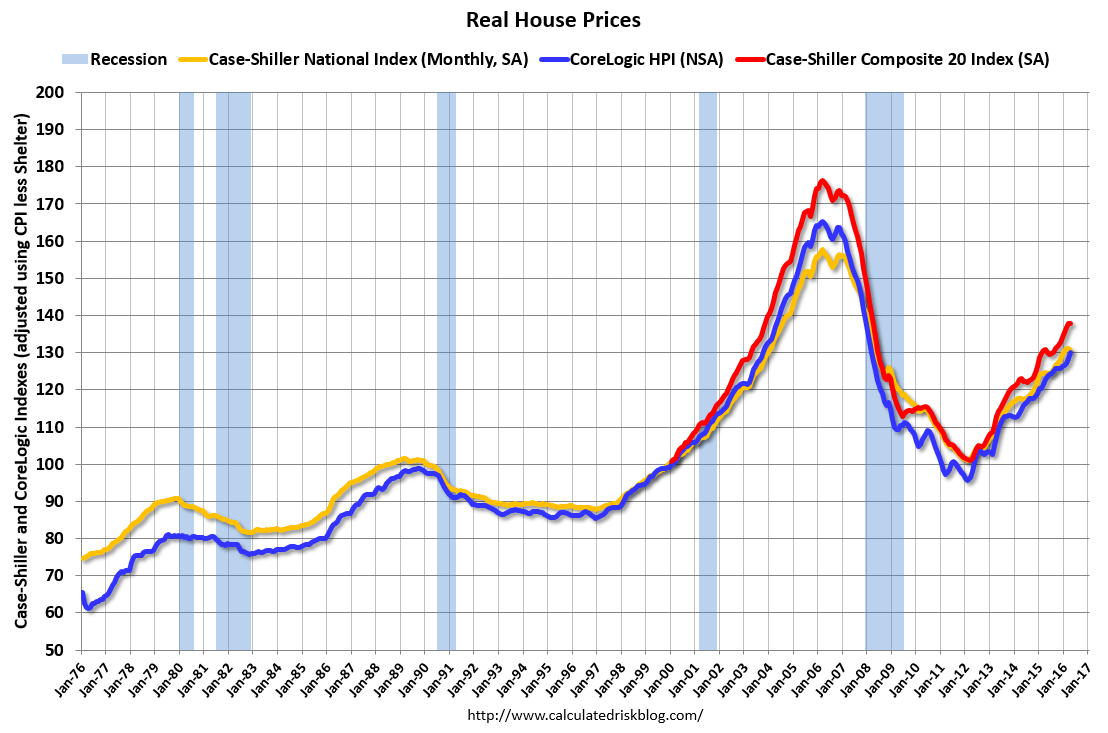 Real House Prices
Recession Case-Shiller National Index (Monthly, SA) CoreLogic HPI (NSA) Case-Shiller Composite 20 Index (SA)
Case-Shiller and CoreLogic Indexes (adjusted using CPI less Shelter)
200
190
180
170
160
150
140
130
120
110
100
90
80
70
60
50
Jan-76
Jan-77
Jan-78
Jan-79
Jan-80
Jan-81
Jan-82
Jan-83
Jan-84
Jan-85
Jan-86
Jan-87
Jan-88
Jan-89
Jan-90
Jan-91
Jan-92
Jan-93
Jan-94
Jan-95
Jan-96
Jan-97
Jan-98
Jan-99
Jan-00
Jan-01
Jan-02
Jan-03
Jan-04
Jan-05
Jan-06
Jan-07
Jan-08
Jan-09
Jan-10
Jan-11
Jan-12
Jan-13
Jan-14
Jan-15
Jan-16
Jan-17
http://www.calculatedriskblog.com/